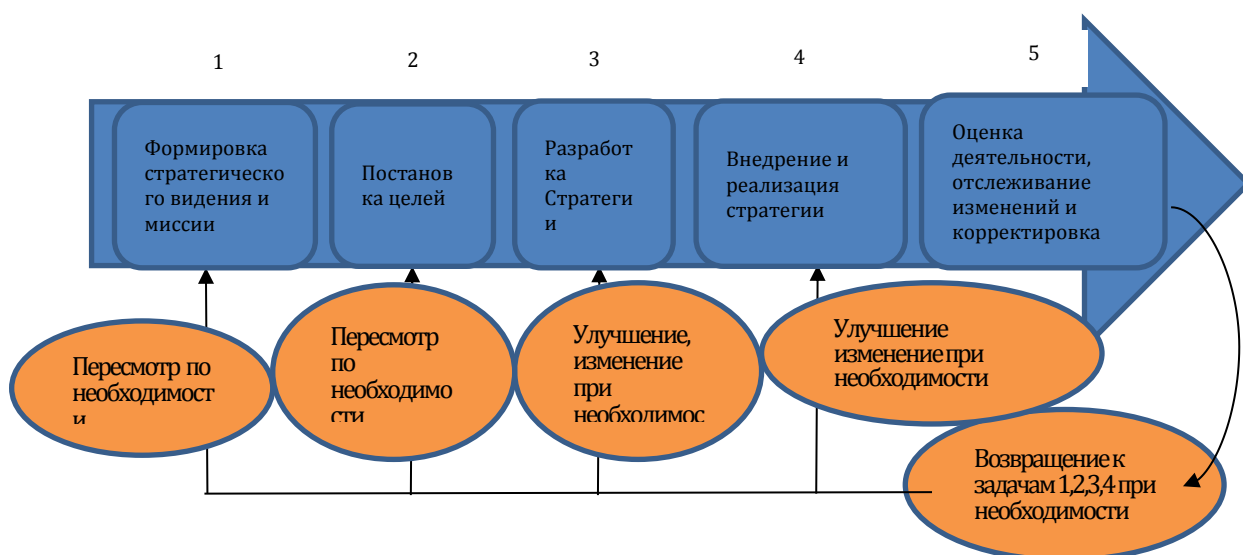 1
2
3
4
5
Формировка
стратегическо
го видения и
миссии
Постанов
ка целей
Разработ
ка
Стратеги
и
Внедрение и
реализация
стратегии
Оценка
деятельности,
отслеживание
изменений и
корректировка
Пересмотр по
необходимост
и
Пересмотр
по
необходимо
сти
Улучшение,
изменение
при
необходимос
Улучшение
изменение при
необходимости
Возвращение к
задачам 1,2,3,4 при
необходимости